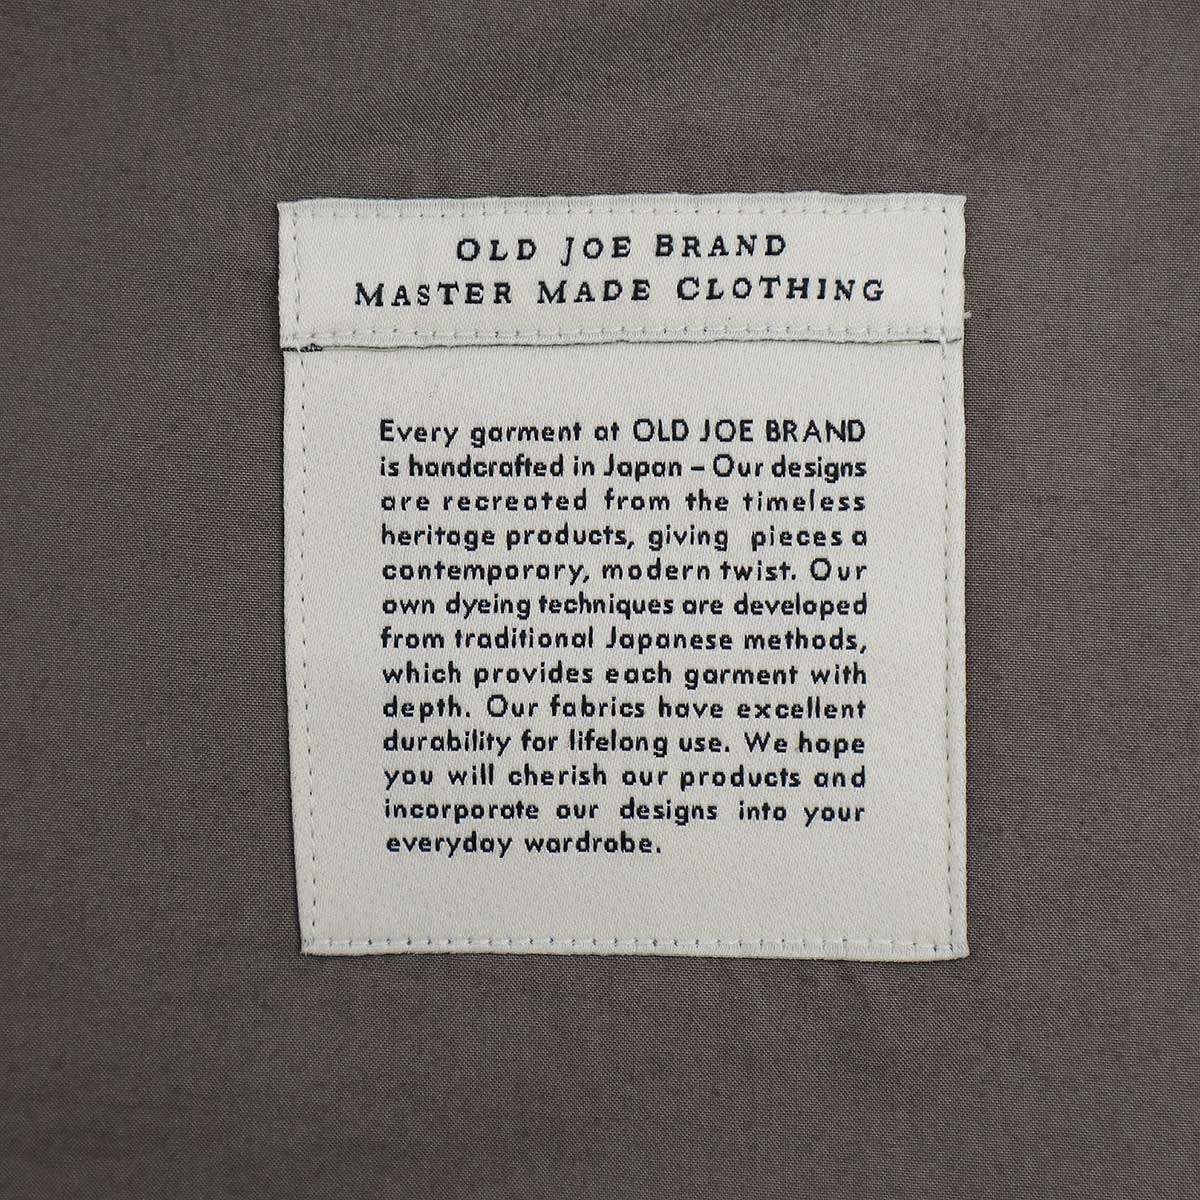 OLD JOE BRAND
MASTER MADE CLOTHING
Every garment at OLD JOE BRAND
is handcrafted in Japan – Our designs
are recreated from the timeless
heritage products, giving pieces a
contemporary, modern twist. Our
own dyeing techniques are developed
from traditional Japanese methods,
which provides each garment with
depth. Our fabrics have excellent
durability for lifelong use. We hope
you will cherish our products and
incorporate our designs into your
everyday wardrobe.